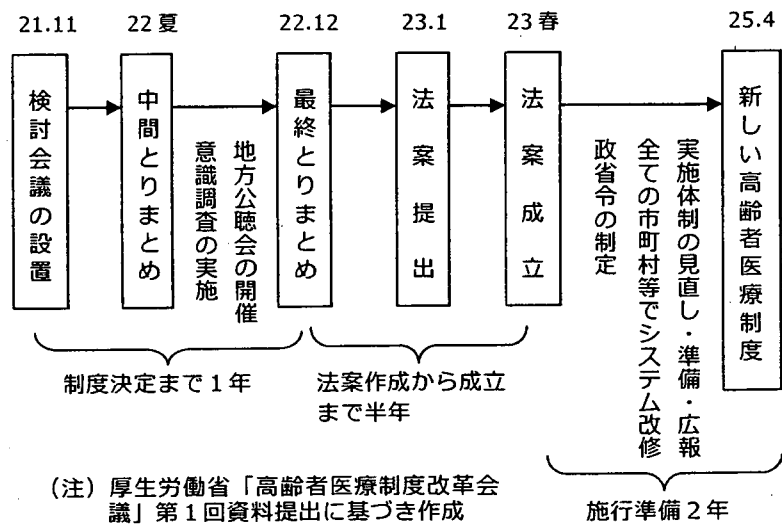 21.11
22夏
22.12
23.1
23春
25.4
検討会議の設置
中間とりまとめ
地方公聴会の開催
意識調査の実施
最終とりまとめ
法案提出
法案成立
実施体制の見直し・準備・広報
全ての市町村等でシステム改修
政省令の制定
新しい高齢者医療制度
制度決定まで1年
法案作成から成立
まで半年
施行準備2年
（注）厚生労働省「高齢者医療制度改革会
議」第1回資料提出に基づき作成